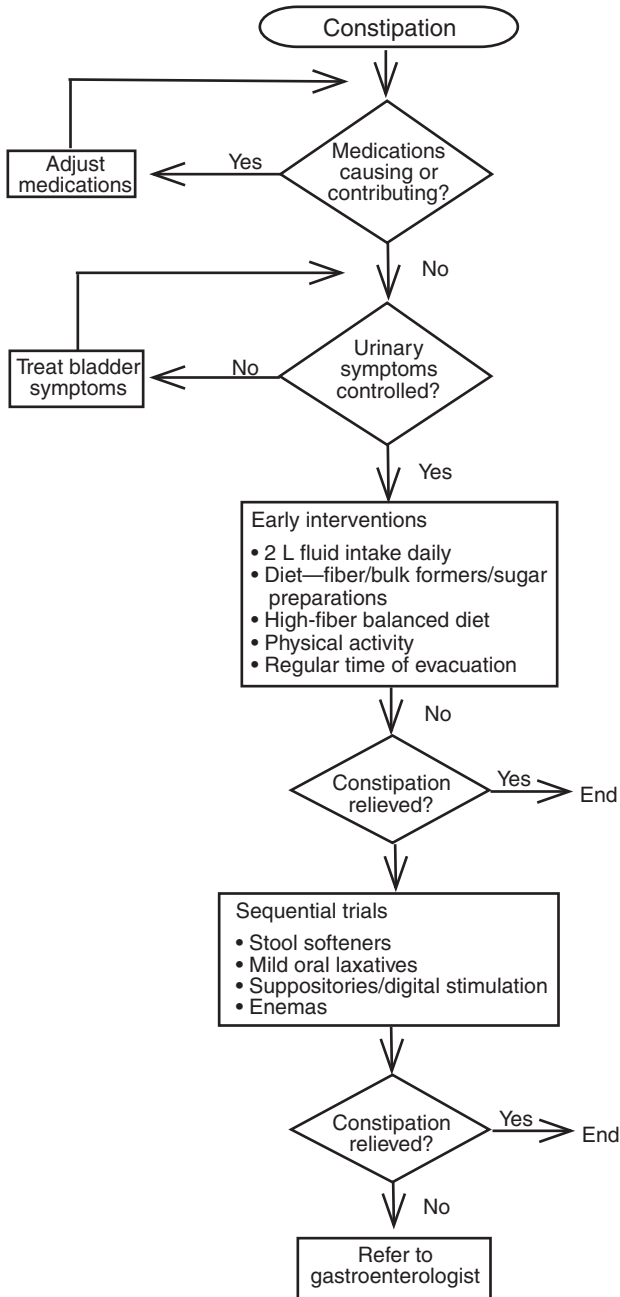 Constipation
Medications
causing or
contributing?
Yes
Adjust
medications
No
Urinary
symptoms
controlled?
No
Treat bladder
symptoms
Yes
Early interventions
• 2 L fluid intake daily
• Diet—fiber/bulk formers/sugar
preparations
• High-fiber balanced diet
• Physical activity
• Regular time of evacuation
No
Constipation
relieved?
Yes
End
Sequential trials
• Stool softeners
• Mild oral laxatives
• Suppositories/digital stimulation
• Enemas
Constipation
relieved?
Yes
End
No
Refer to
gastroenterologist